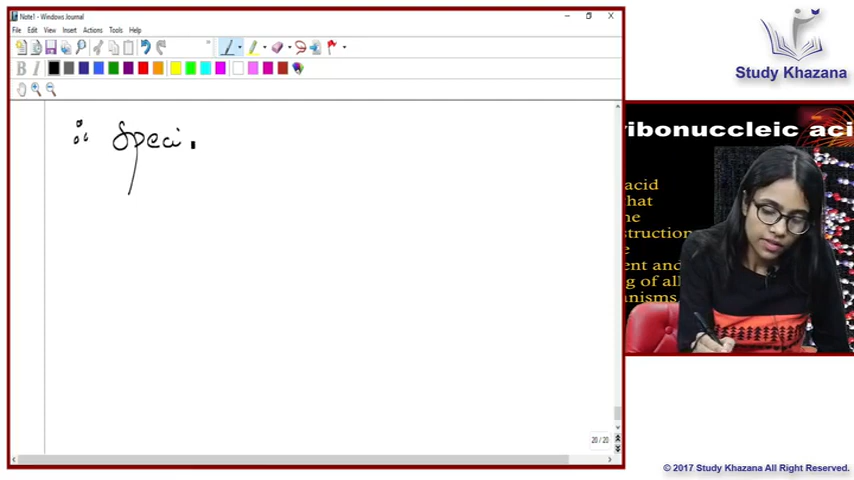 Note1 - Windows Journal
File Edit View Insert Actions Tools Help
Study Khazana
ribonuccleic aci
∴ Speci
acid
hat
he
struction
e
ent and
g of all
anisms
20 / 20
© 2017 Study Khazana All Right Reserved.